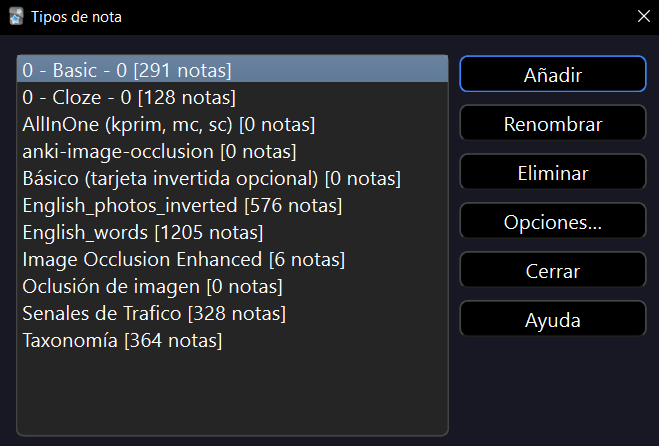 Tipos de nota
0 - Basic - 0 [291 notas]
0 - Cloze - 0 [128 notas]
AllInOne (kprim, mc, sc) [0 notas]
anki-image-occlusion [0 notas]
Básico (tarjeta invertida opcional) [0 notas]
English_photos_inverted [576 notas]
English_words [1205 notas]
Image Occlusion Enhanced [6 notas]
Oclusión de imagen [0 notas]
Senales de Trafico [328 notas]
Taxonomía [364 notas]
Añadir
Renombrar
Eliminar
Opciones...
Cerrar
Ayuda